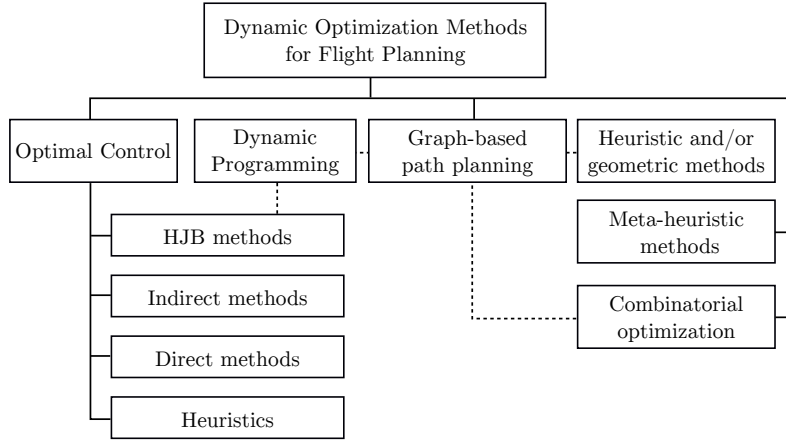 Dynamic Optimization Methods
for Flight Planning
Optimal Control
Dynamic
Programming
Graph-based
path planning
Heuristic and/or
geometric methods
HJB methods
Meta-heuristic
methods
Indirect methods
Combinatorial
optimization
Direct methods
Heuristics